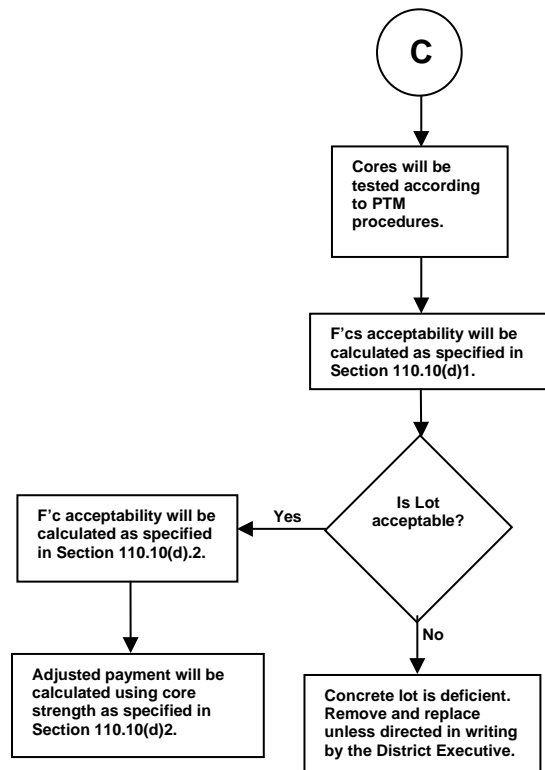 C
Cores will be
tested according
to PTM
procedures.
F'cs acceptability will be
calculated as specified in
Section 110.10(d)1.
Is Lot
acceptable?
Yes
F'c acceptability will be
calculated as specified
in Section 110.10(d).2.
Adjusted payment will be
calculated using core
strength as specified in
Section 110.10(d)2.
No
Concrete lot is deficient.
Remove and replace
unless directed in writing
by the District Executive.